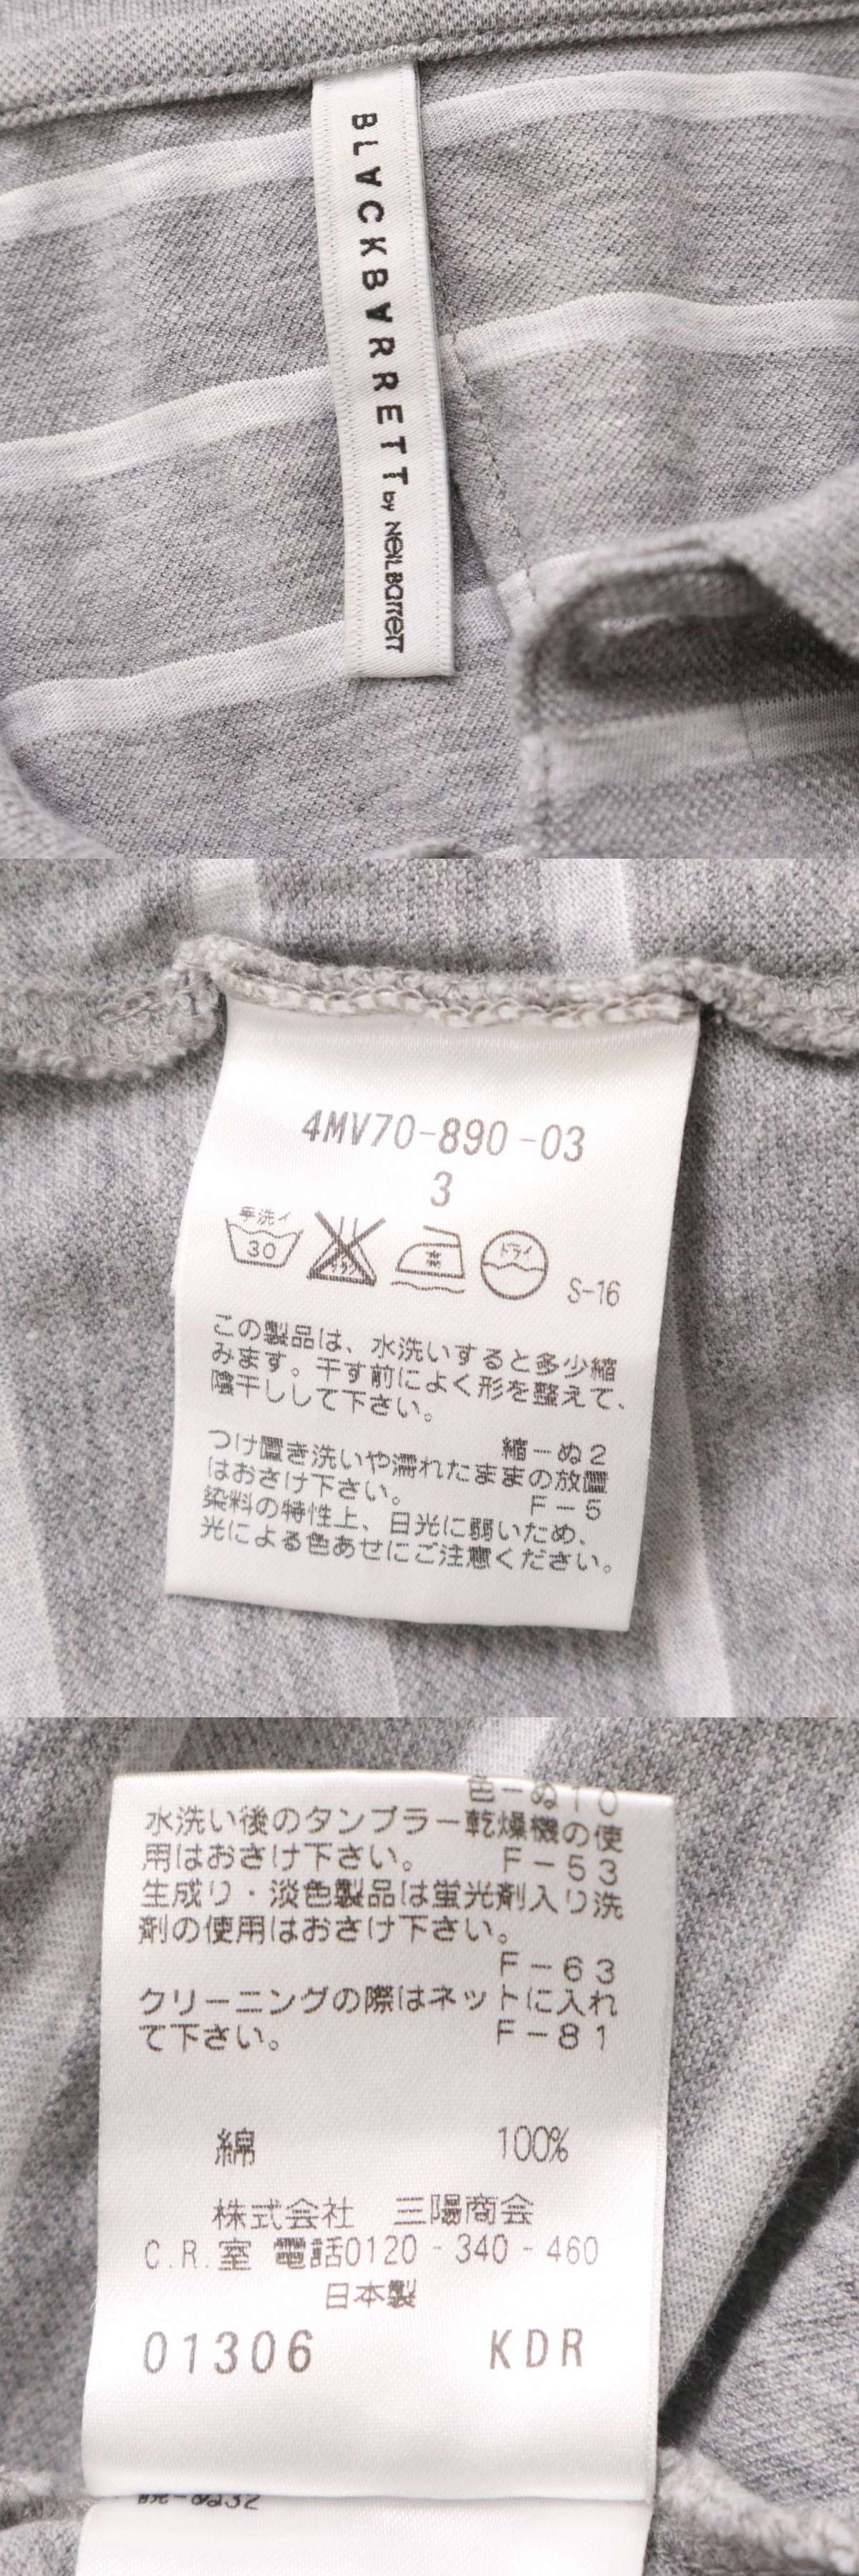 BLACKBARRETT by NEIL BARRETT
4MV70-890-03
3
手洗イ
30
高
ドライ
S-16
この製品は、水洗いすると多少縮
みます。干す前によく形を整えて、
陰干しして下さい。
縮-ぬ2
つけ置き洗いや濡れたままの放置
はおさけ下さい。
F-5
染料の特性上、日光に弱いため、
光による色あせにご注意ください。
色-ぬ10
水洗い後のタンブラー乾燥機の使
用はおさけ下さい。 F-53
生成り・淡色製品は蛍光剤入り洗
剤の使用はおさけ下さい。
F-63
クリーニングの際はネットに入れ
て下さい。 F-81
綿 100%
株式会社 三陽商会
C.R.室 電話0120-340-460
日本製
01306 KDR